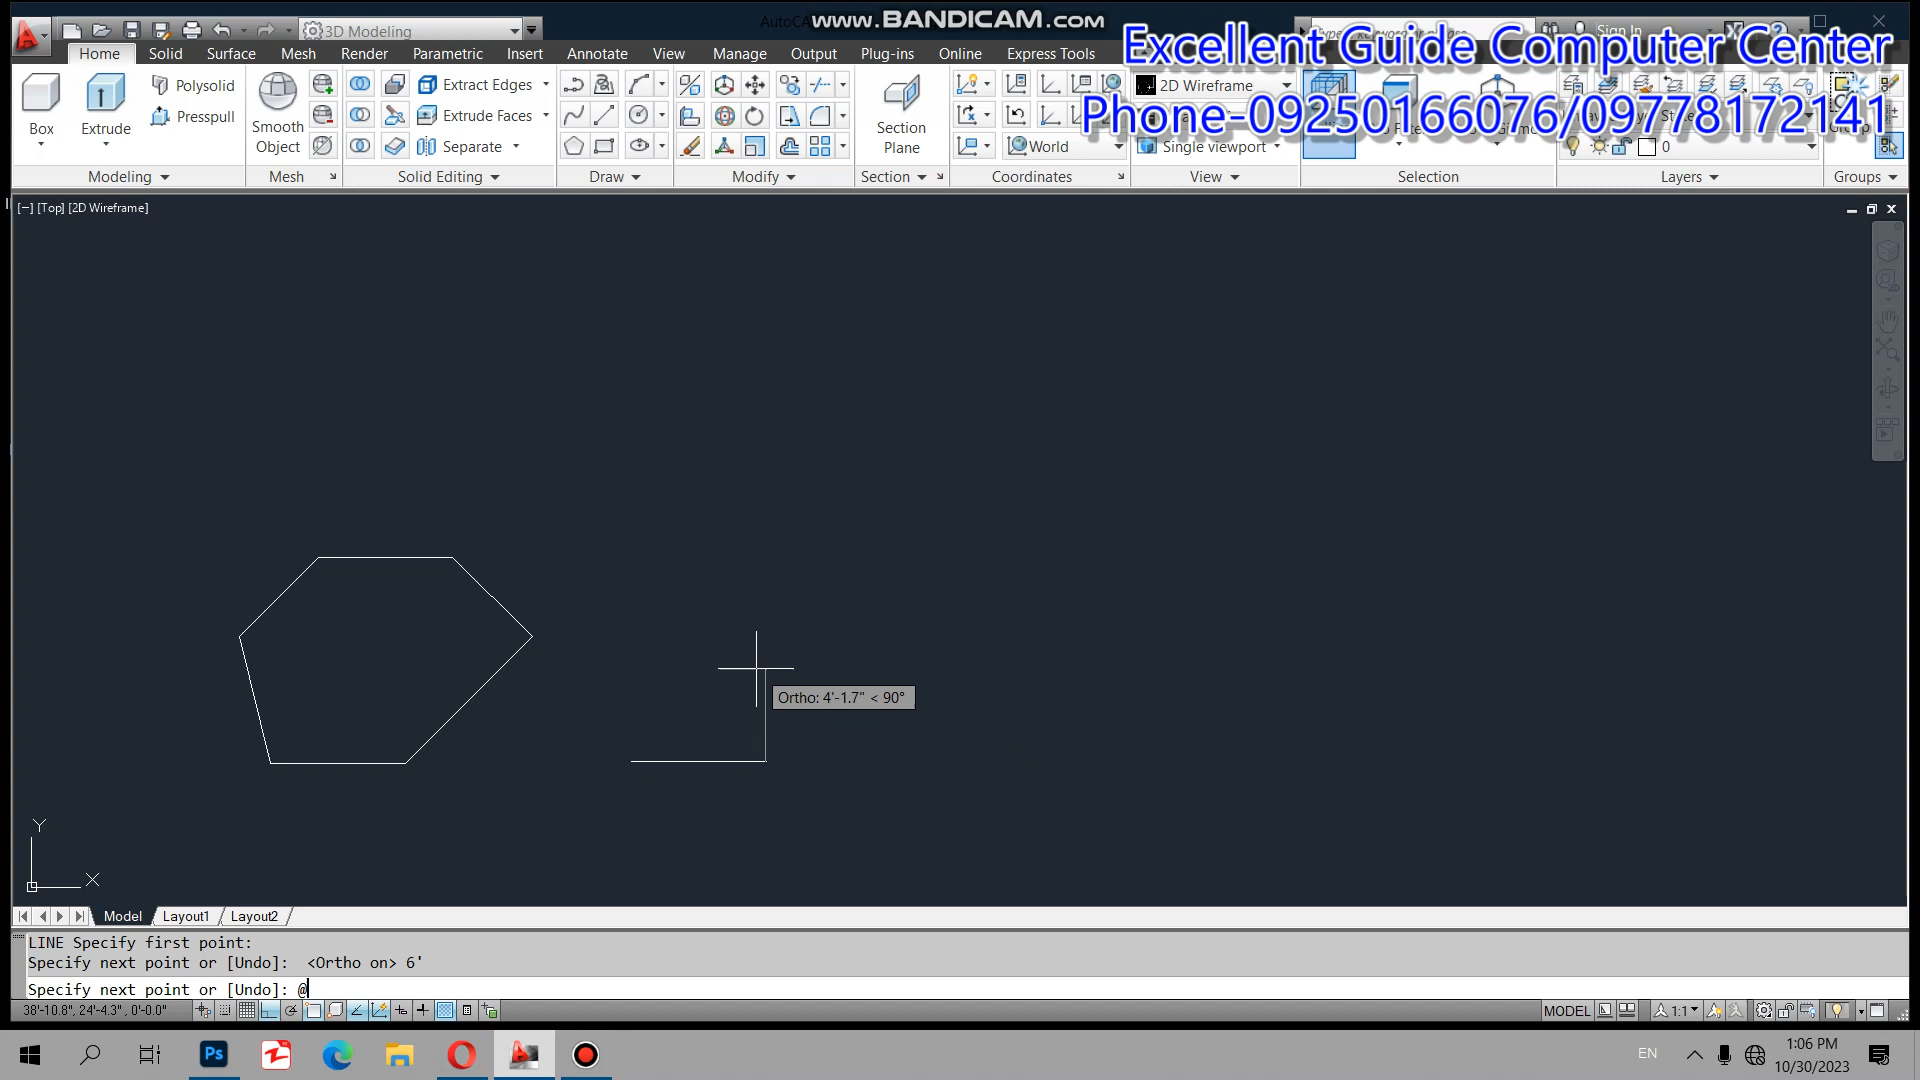 www.BANDICAM.com
3D Modeling
Sign In
Excellent Guide Computer Center
Phone-09250166076/09778172141
Home Solid Surface Mesh Render Parametric Insert Annotate View Manage Output Plug-ins Online Express Tools
Box
Extrude
Polysolid
Presspull
Smooth
Object
Extract Edges
Extrude Faces
Separate
Section
Plane
World
2D Wireframe
Single viewport
0
Modeling Mesh Solid Editing Draw Modify Section Coordinates View Selection Layers Groups
[−] [Top] [2D Wireframe]
Ortho: 4'-1.7" < 90°
Y
X
Model Layout1 Layout2
LINE Specify first point:
Specify next point or [Undo]:  <Ortho on> 6'
Specify next point or [Undo]: @
38'-10.8", 24'-4.3" , 0'-0.0"
MODEL
1:1
Ps
EN
1:06 PM
10/30/2023